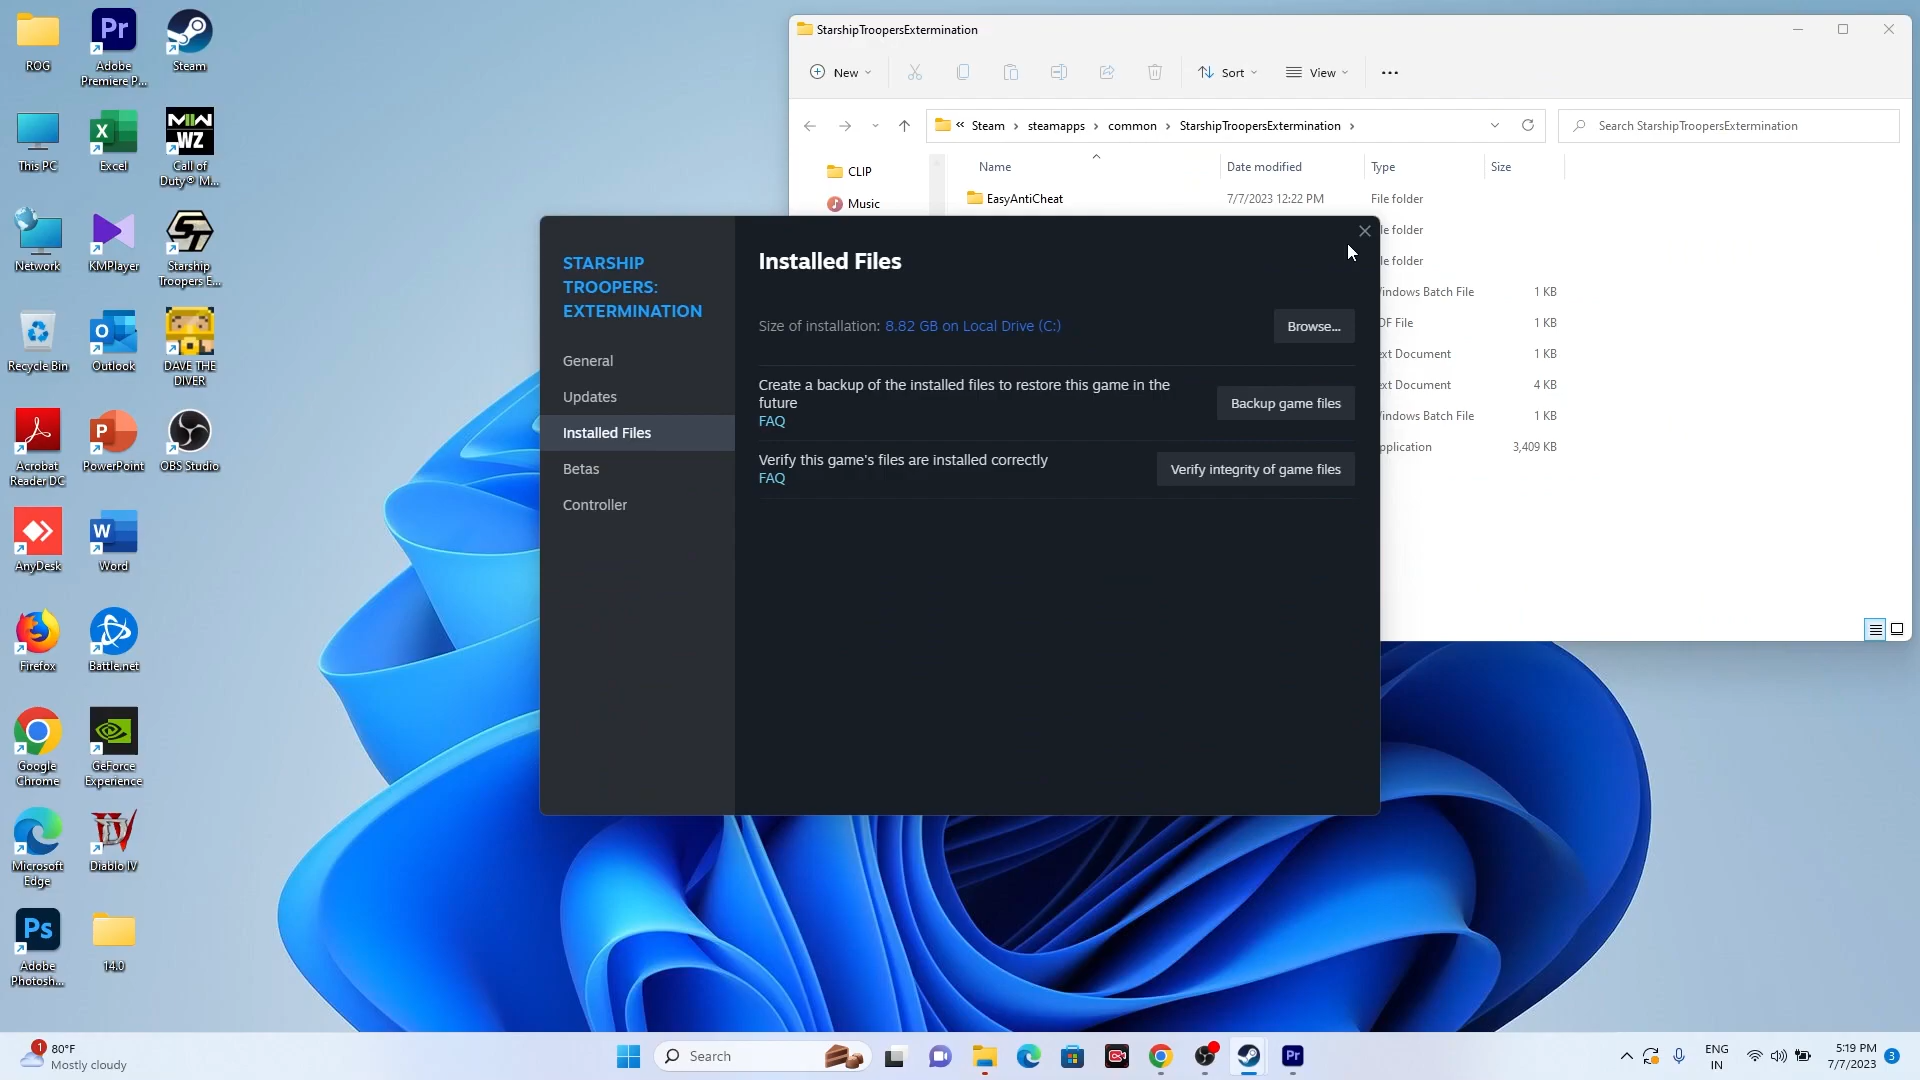 ROG
Adobe
Premiere P...
Steam
This PC
Excel
Call of
Duty® M...
Network
KMPlayer
Starship
Troopers E...
Recycle Bin
Outlook
DAVE THE
DIVER
Acrobat
Reader DC
PowerPoint
OBS Studio
AnyDesk
Word
Firefox
Battle.net
Google
Chrome
GeForce
Experience
Microsoft
Edge
Diablo IV
Adobe
Photosh...
14.0
StarshipTroopersExtermination
New
Sort
View
« Steam > steamapps > common > StarshipTroopersExtermination >
Search StarshipTroopersExtermination
CLIP
Music
Name Date modified Type Size
EasyAntiCheat 7/7/2023 12:22 PM File folder
le folder
le folder
Windows Batch File 1 KB
DF File 1 KB
ext Document 1 KB
ext Document 4 KB
Windows Batch File 1 KB
pplication 3,409 KB
STARSHIP
TROOPERS:
EXTERMINATION
General
Updates
Installed Files
Betas
Controller
Installed Files
Size of installation: 8.82 GB on Local Drive (C:)
Browse...
Create a backup of the installed files to restore this game in the
future
FAQ
Backup game files
Verify this game's files are installed correctly
FAQ
Verify integrity of game files
1
80°F
Mostly cloudy
Search
Pr
ENG
IN
5:19 PM
7/7/2023
3